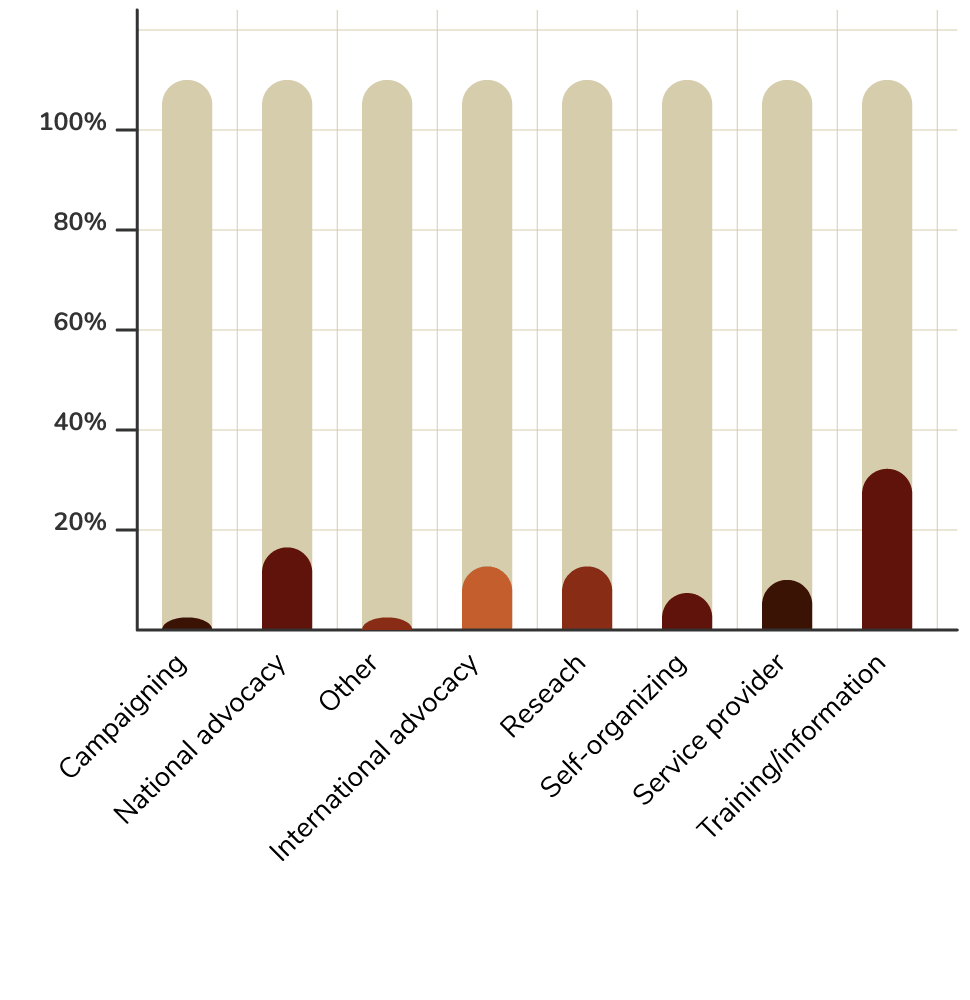 100%
80%
60%
40%
20%
Campaigning
National advocacy
Other
International advocacy
Reseach
Self-organizing
Service provider
Training/information